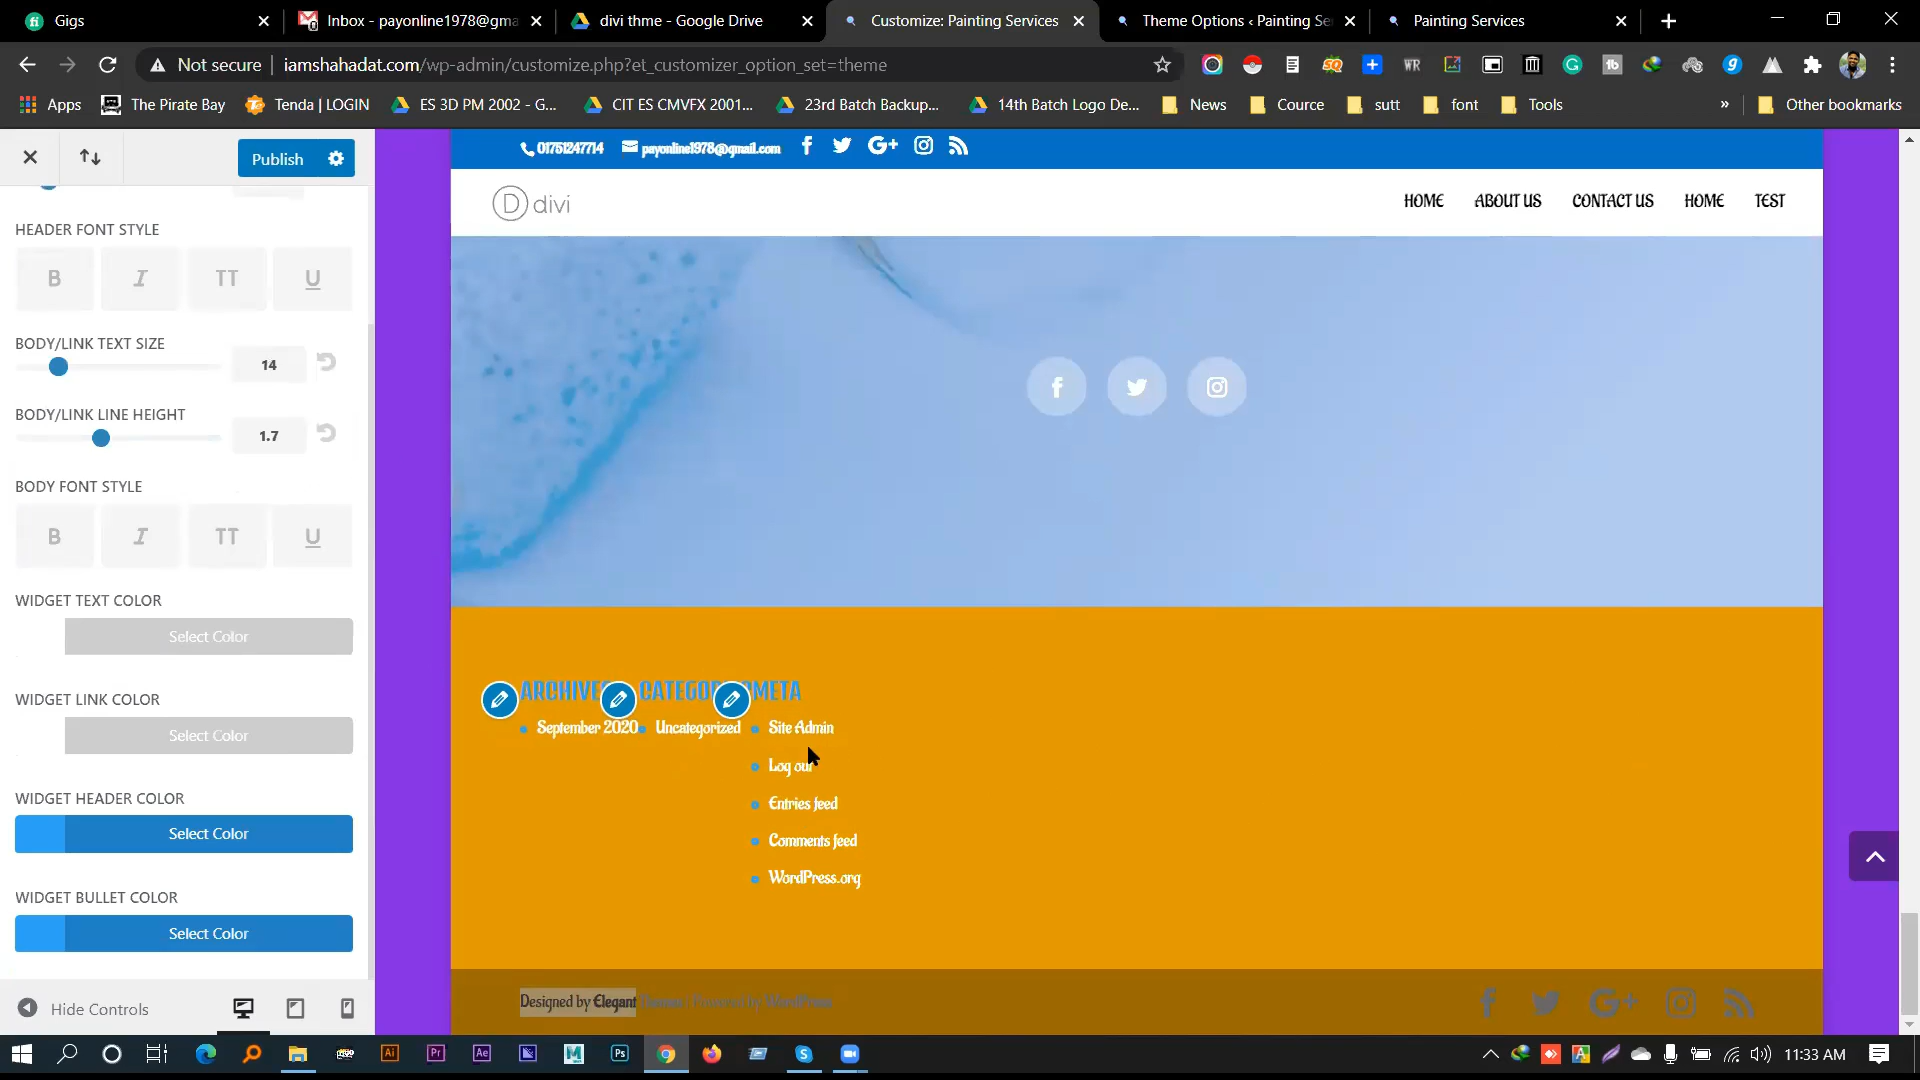 Gigs
Inbox - payonline1978@gma
divi thme - Google Drive
Customize: Painting Services
Theme Options ‹ Painting Se
Painting Services
Not secure
iamshahadat.com/wp-admin/customize.php?et_customizer_option_set=theme
Apps
The Pirate Bay
Tenda | LOGIN
ES 3D PM 2002 - G...
CIT ES CMVFX 2001...
23rd Batch Backup...
14th Batch Logo De...
News
Cource
sutt
font
Tools
»
Other bookmarks
Publish
01751247714
payonline1978@gmail.com
D divi
HOME
ABOUT US
CONTACT US
HOME
TEST
HEADER FONT STYLE
B
I
TT
U
BODY/LINK TEXT SIZE
14
BODY/LINK LINE HEIGHT
1.7
BODY FONT STYLE
B
I
TT
U
WIDGET TEXT COLOR
Select Color
WIDGET LINK COLOR
Select Color
WIDGET HEADER COLOR
Select Color
WIDGET BULLET COLOR
Select Color
Hide Controls
META
September 2020
Uncategorized
Site Admin
Log out
Entries feed
Comments feed
WordPress.org
Designed by Elegant Themes | Powered by WordPress
11:33 AM